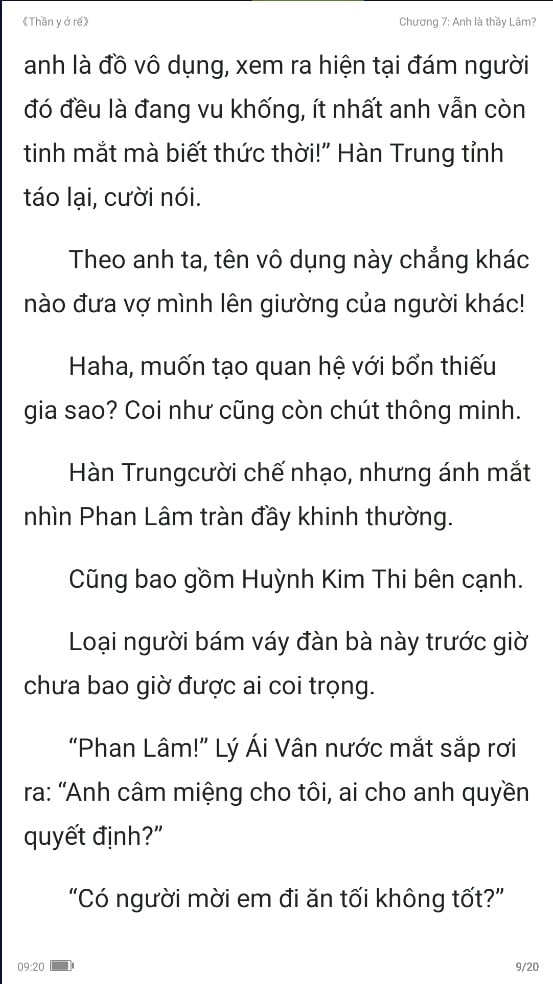 《Thần y ở rể》
Chương 7: Anh là thầy Lâm?
anh là đồ vô dụng, xem ra hiện tại đám người
đó đều là đang vu khống, ít nhất anh vẫn còn
tinh mắt mà biết thức thời!” Hàn Trung tỉnh
táo lại, cười nói.
Theo anh ta, tên vô dụng này chẳng khác
nào đưa vợ mình lên giường của người khác!
Haha, muốn tạo quan hệ với bổn thiếu
gia sao? Coi như cũng còn chút thông minh.
Hàn Trungcười chế nhạo, nhưng ánh mắt
nhìn Phan Lâm tràn đầy khinh thường.
Cũng bao gồm Huỳnh Kim Thi bên cạnh.
Loại người bám váy đàn bà này trước giờ
chưa bao giờ được ai coi trọng.
“Phan Lâm!” Lý Ái Vân nước mắt sắp rơi
ra: “Anh câm miệng cho tôi, ai cho anh quyền
quyết định?”
“Có người mời em đi ăn tối không tốt?”
09:20
9/20